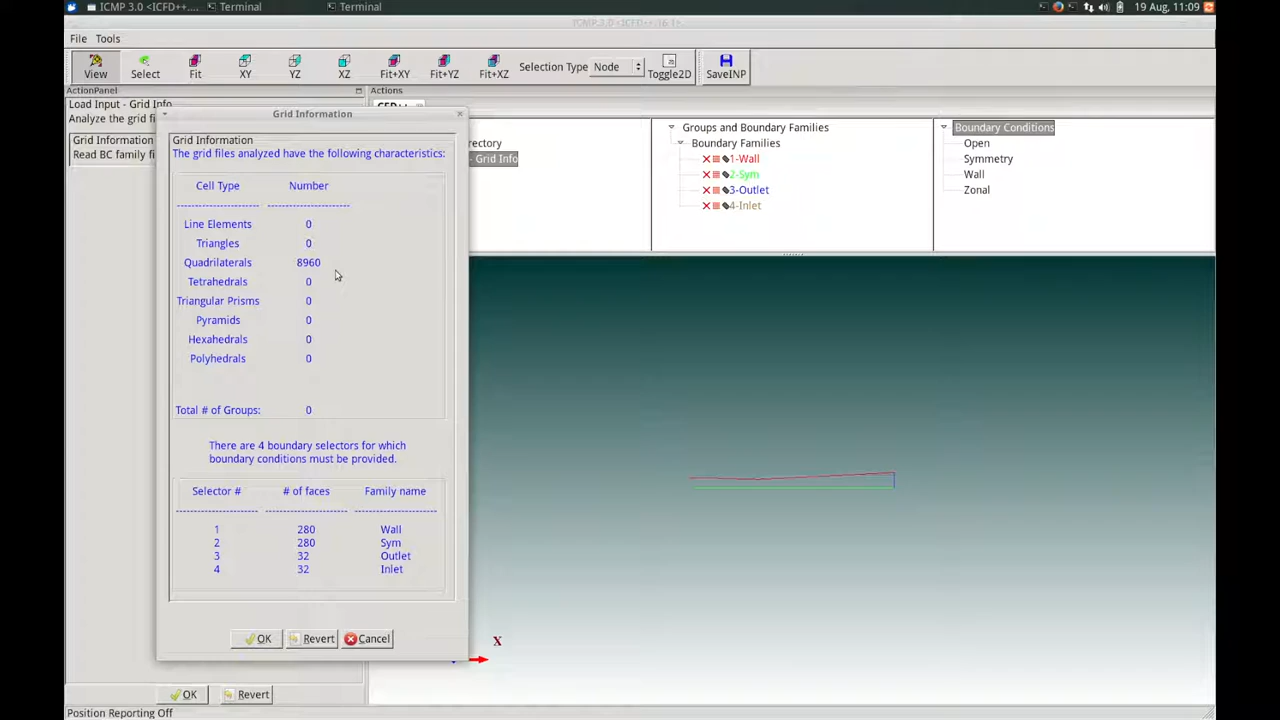 ICMP 3.0 <ICFD++....
Terminal
Terminal
19 Aug, 11:09
ICMP 3.0 <ICFD++ (16.1)>
File Tools
View
Select
Fit
XY
YZ
XZ
Fit+XY
Fit+YZ
Fit+XZ
Selection Type
Node
Toggle2D
SaveINP
ActionPanel
Actions
Load Input - Grid Info
Analyze the grid fi
Grid Information
Read BC family fi
Grid Information
Grid Information
The grid files analyzed have the following characteristics:
Cell Type Number
Line Elements 0
Triangles 0
Quadrilaterals 8960
Tetrahedrals 0
Triangular Prisms 0
Pyramids 0
Hexahedrals 0
Polyhedrals 0
Total # of Groups: 0
There are 4 boundary selectors for which
boundary conditions must be provided.
Selector # # of faces Family name
1 280 Wall
2 280 Sym
3 32 Outlet
4 32 Inlet
OK Revert Cancel
rectory
- Grid Info
Groups and Boundary Families
Boundary Families
1-Wall
2-Sym
3-Outlet
4-Inlet
Boundary Conditions
Open
Symmetry
Wall
Zonal
X
OK Revert
Position Reporting Off